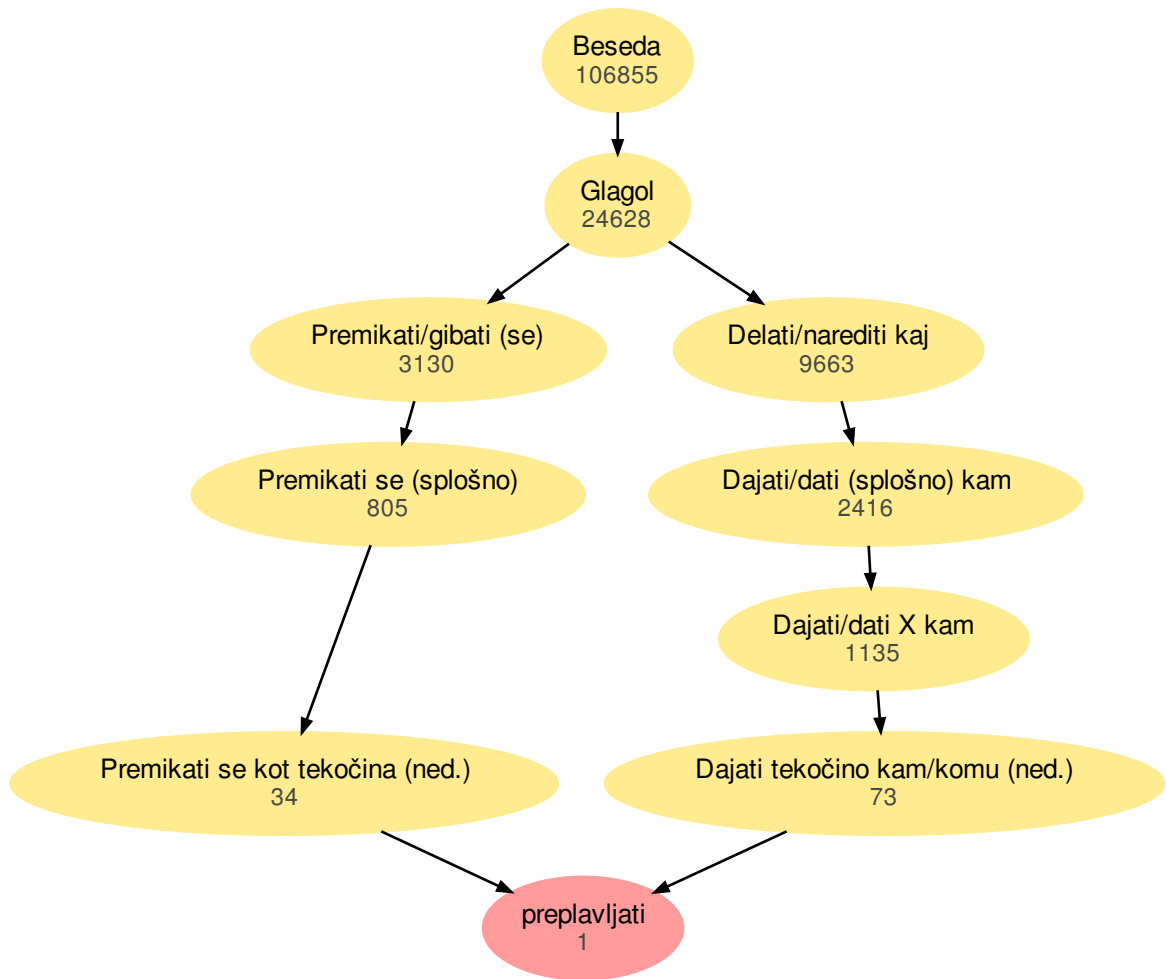 Beseda
106855
Glagol
24628
Premikati/gibati (se)
3130
Delati/narediti kaj
9663
Premikati se (splošno)
805
Dajati/dati (splošno) kam
2416
Dajati/dati X kam
1135
Premikati se kot tekočina (ned.)
34
Dajati tekočino kam/komu (ned.)
73
preplavljati
1